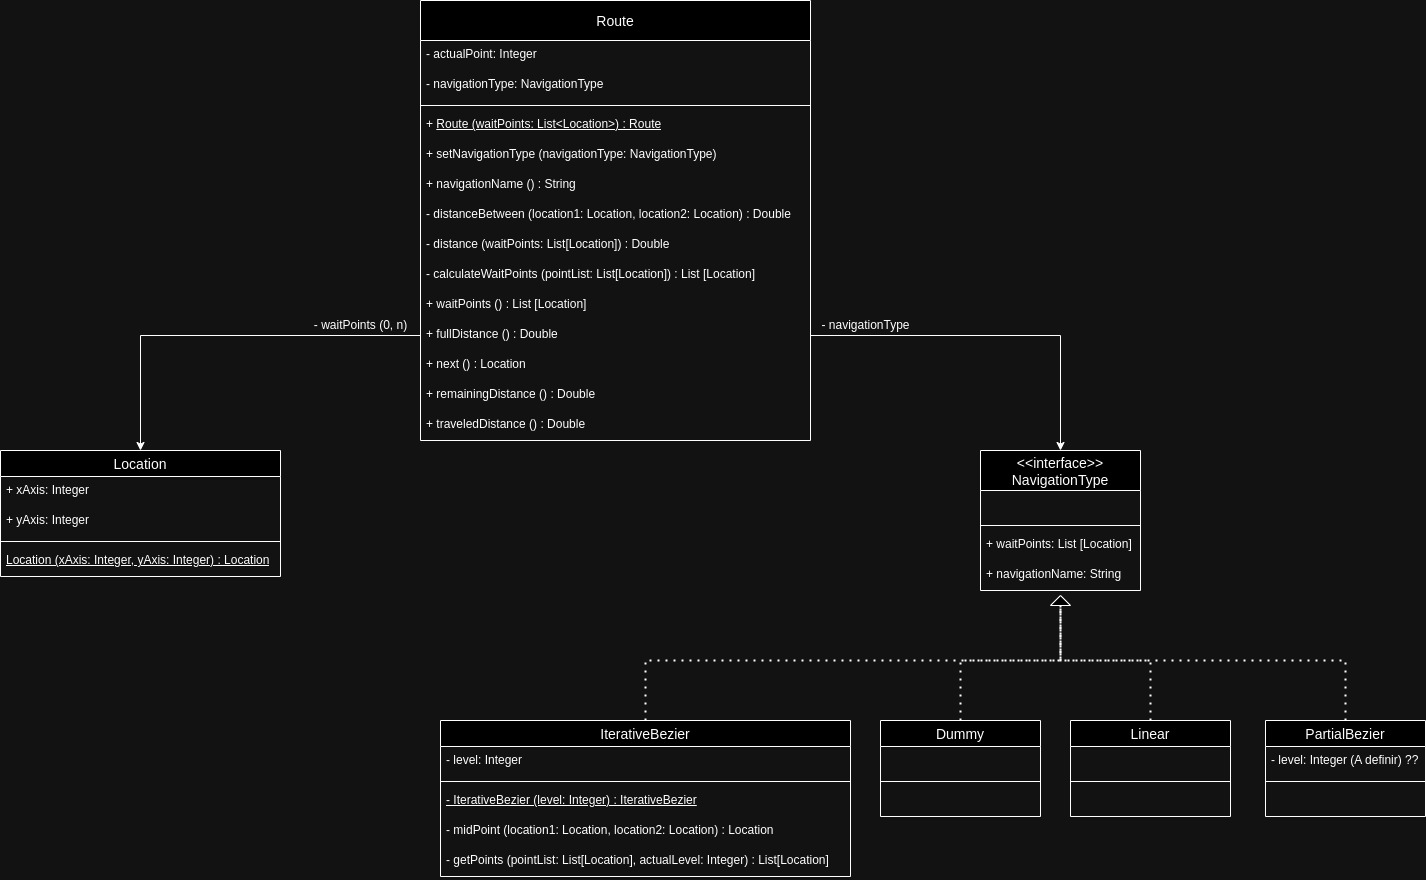 Route
- actualPoint: Integer
- navigationType: NavigationType
+ Route (waitPoints: List<Location>) : Route
+ setNavigationType (navigationType: NavigationType)
+ navigationName () : String
- distanceBetween (location1: Location, location2: Location) : Double
- distance (waitPoints: List[Location]) : Double
- calculateWaitPoints (pointList: List[Location]) : List [Location]
+ waitPoints () : List [Location]
+ fullDistance () : Double
+ next () : Location
+ remainingDistance () : Double
+ traveledDistance () : Double
- waitPoints (0, n)
- navigationType
Location
+ xAxis: Integer
+ yAxis: Integer
Location (xAxis: Integer, yAxis: Integer) : Location
<<interface>>
NavigationType
+ waitPoints: List [Location]
+ navigationName: String
IterativeBezier
- level: Integer
- IterativeBezier (level: Integer) : IterativeBezier
- midPoint (location1: Location, location2: Location) : Location
- getPoints (pointList: List[Location], actualLevel: Integer) : List[Location]
Dummy
Linear
PartialBezier
- level: Integer (A definir) ??